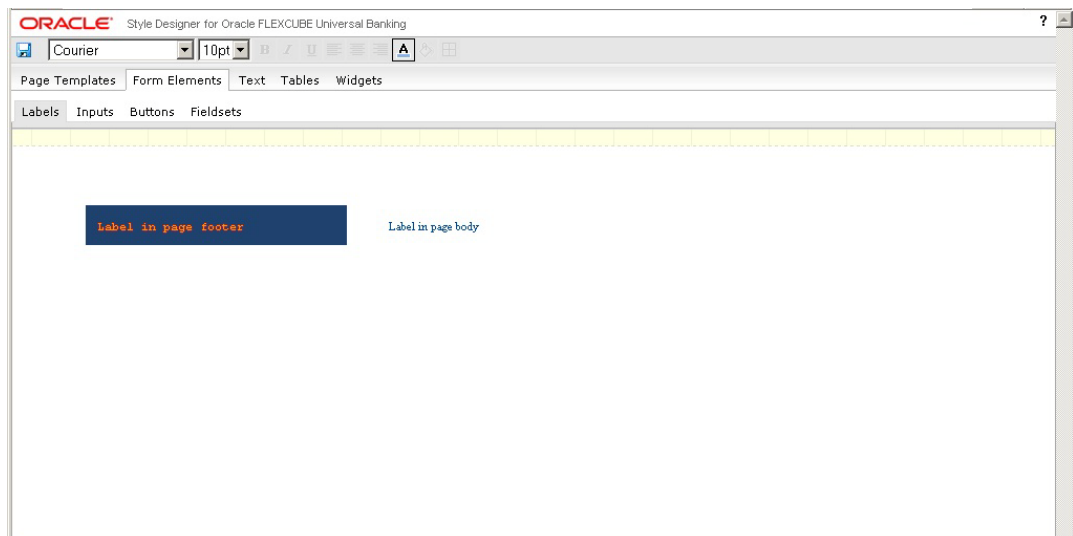 ORACLE® Style Designer for Oracle FLEXCUBE Universal Banking ?
Courier 10pt B I U A
Page Templates Form Elements Text Tables Widgets
Labels Inputs Buttons Fieldsets
Label in page footer Label in page body